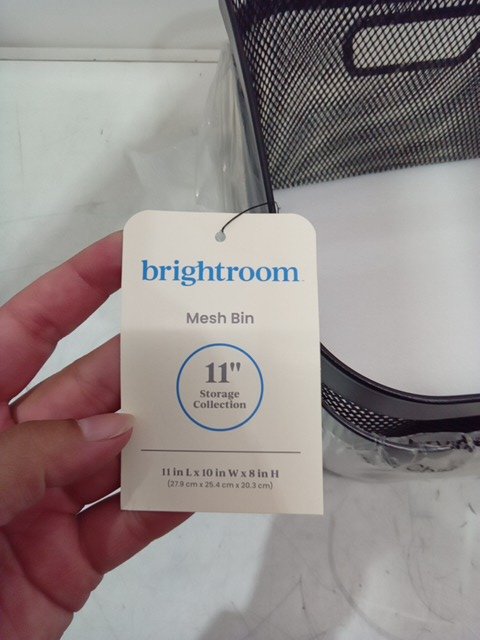 brightroom™
Mesh Bin
11"
Storage
Collection
11 in L x 10 in W x 8 in H
(27.9 cm x 25.4 cm x 20.3 cm)